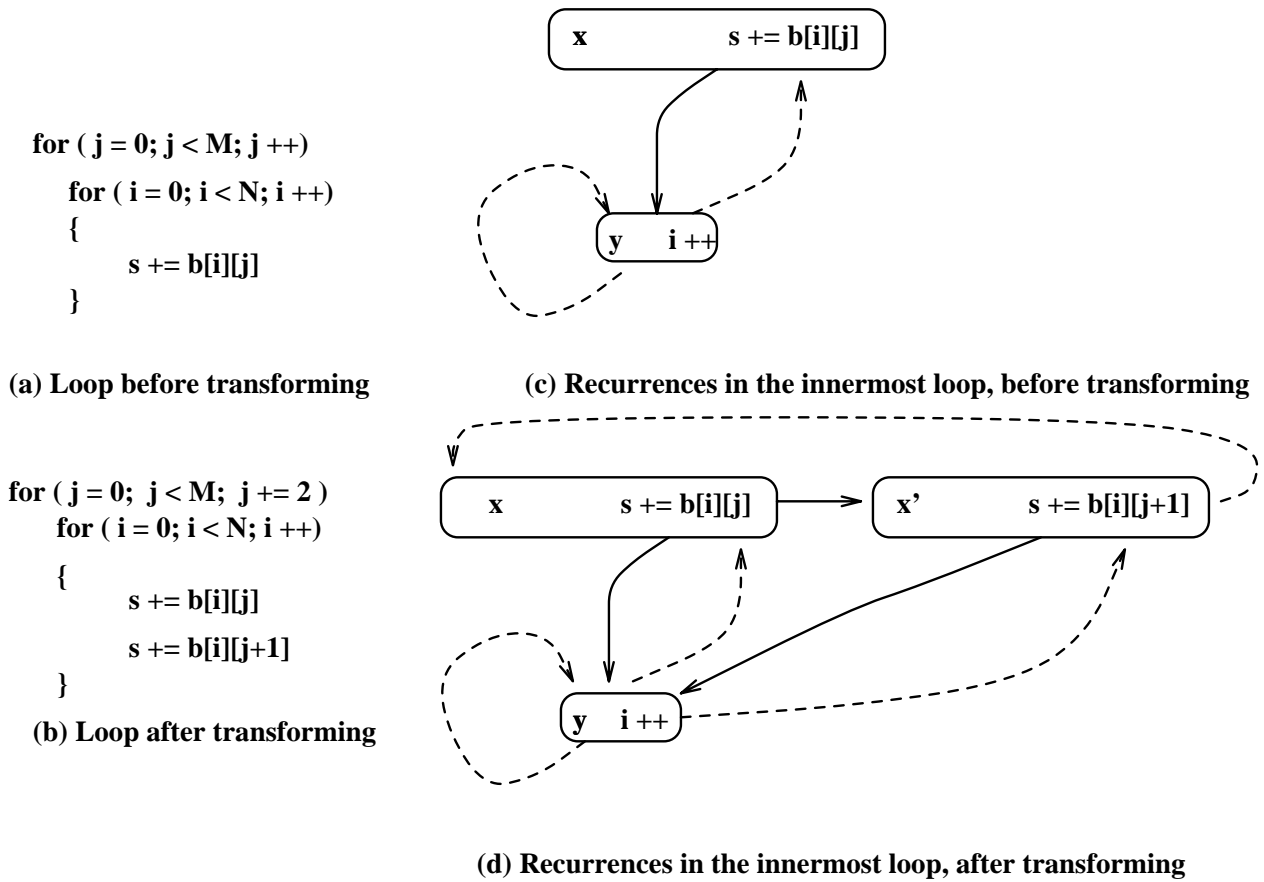 x s += b[i][j]
for ( j = 0; j < M; j ++)
for ( i = 0; i < N; i ++)
{
s += b[i][j]
}
y i ++
(a) Loop before transforming
(c) Recurrences in the innermost loop, before transforming
for ( j = 0; j < M; j += 2 )
for ( i = 0; i < N; i ++)
{
s += b[i][j]
s += b[i][j+1]
}
(b) Loop after transforming
x s += b[i][j]
x’ s += b[i][j+1]
y i ++
(d) Recurrences in the innermost loop, after transforming